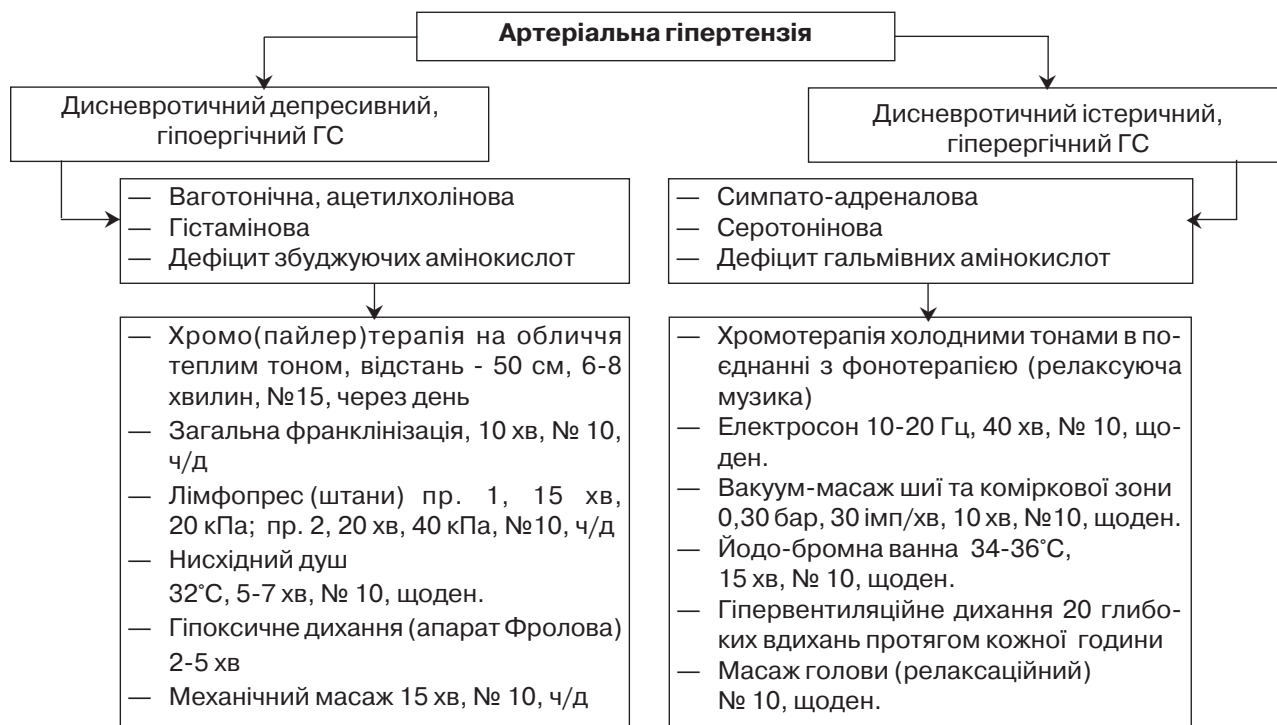 Артеріальна гіпертензія
Дисневротичний депресивний,
гіпоергічний ГС
Дисневротичний істеричний,
гіперергічний ГС
— Ваготонічна, ацетилхолінова
— Гістамінова
— Дефіцит збуджуючих амінокислот
— Симпато-адреналова
— Серотонінова
— Дефіцит гальмівних амінокислот
— Хромо(пайлер)терапія на обличчя
теплим тоном, відстань - 50 см, 6-8
хвилин, №15, через день
— Загальна франклінізація, 10 хв, № 10,
ч/д
— Лімфопрес (штани) пр. 1, 15 хв,
20 кПа; пр. 2, 20 хв, 40 кПа, №10, ч/д
— Нисхідний душ
32°С, 5-7 хв, № 10, щоден.
— Гіпоксичне дихання (апарат Фролова)
2-5 хв
— Механічний масаж 15 хв, № 10, ч/д
— Хромотерапія холодними тонами в по-
єднанні з фонотерапією (релаксуюча
музика)
— Електросон 10-20 Гц, 40 хв, № 10, що-
ден.
— Вакуум-масаж шиї та коміркової зони
0,30 бар, 30 імп/хв, 10 хв, №10, щоден.
— Йодо-бромна ванна 34-36°С,
15 хв, № 10, щоден.
— Гіпервентиляційне дихання 20 глибо-
ких вдихань протягом кожної години
— Масаж голови (релаксаційний)
№ 10, щоден.